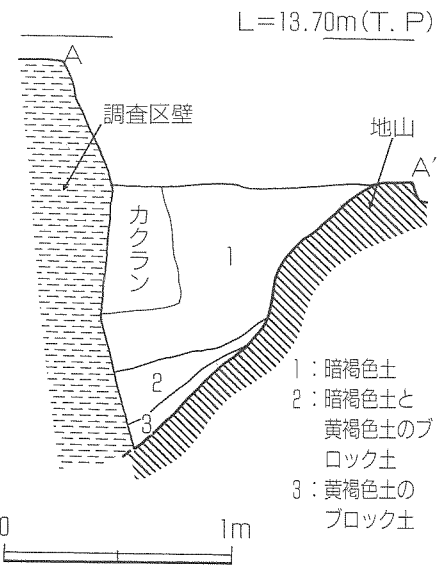 L=13.70m(T. P)
A
調査区壁
地山
A'
カクラン
1
2
3
1：暗褐色土
2：暗褐色土と
黄褐色土のブ
ロック土
3：黄褐色土の
ブロック土
0
1m